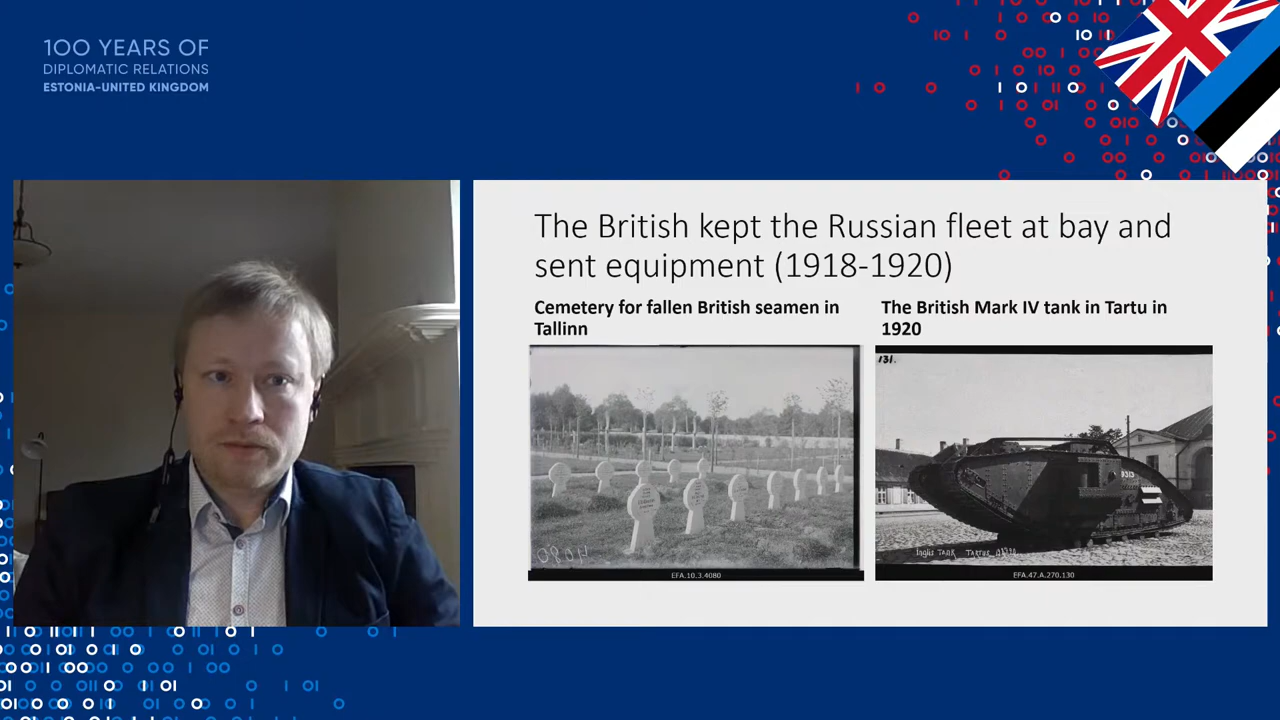 100 YEARS OF
DIPLOMATIC RELATIONS
ESTONIA-UNITED KINGDOM
The British kept the Russian fleet at bay and
sent equipment (1918-1920)
Cemetery for fallen British seamen in
Tallinn
The British Mark IV tank in Tartu in
1920
131.
9313
4080
Inglis TANK TARTUS
EFA.10.3.4080
EFA.47.A.270.130